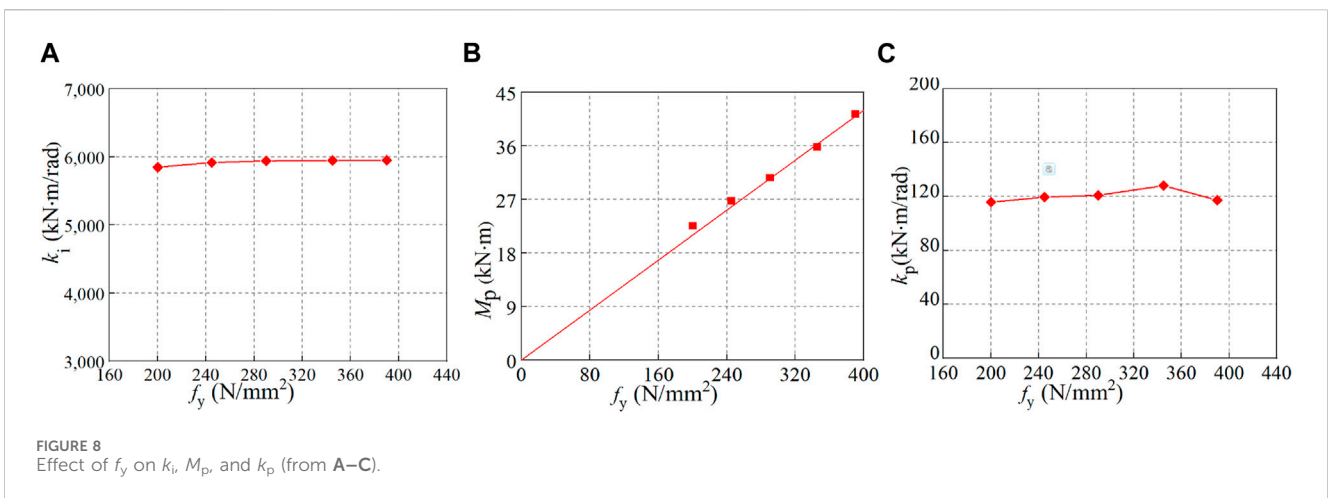 A
7,000
6,000
5,000
4,000
3,000
kᵢ (kN·m/rad)
160 200 240 280 320 360 400 440
f_y (N/mm²)
B
45
36
27
18
9
0
M_p (kN·m)
0 80 160 240 320 400
f_y (N/mm²)
C
200
160
120
80
40
0
k_p(kN·m/rad)
160 200 240 280 320 360 400 440
f_y (N/mm²)
FIGURE 8
Effect of f_y on kᵢ, M_p, and k_p (from A–C).